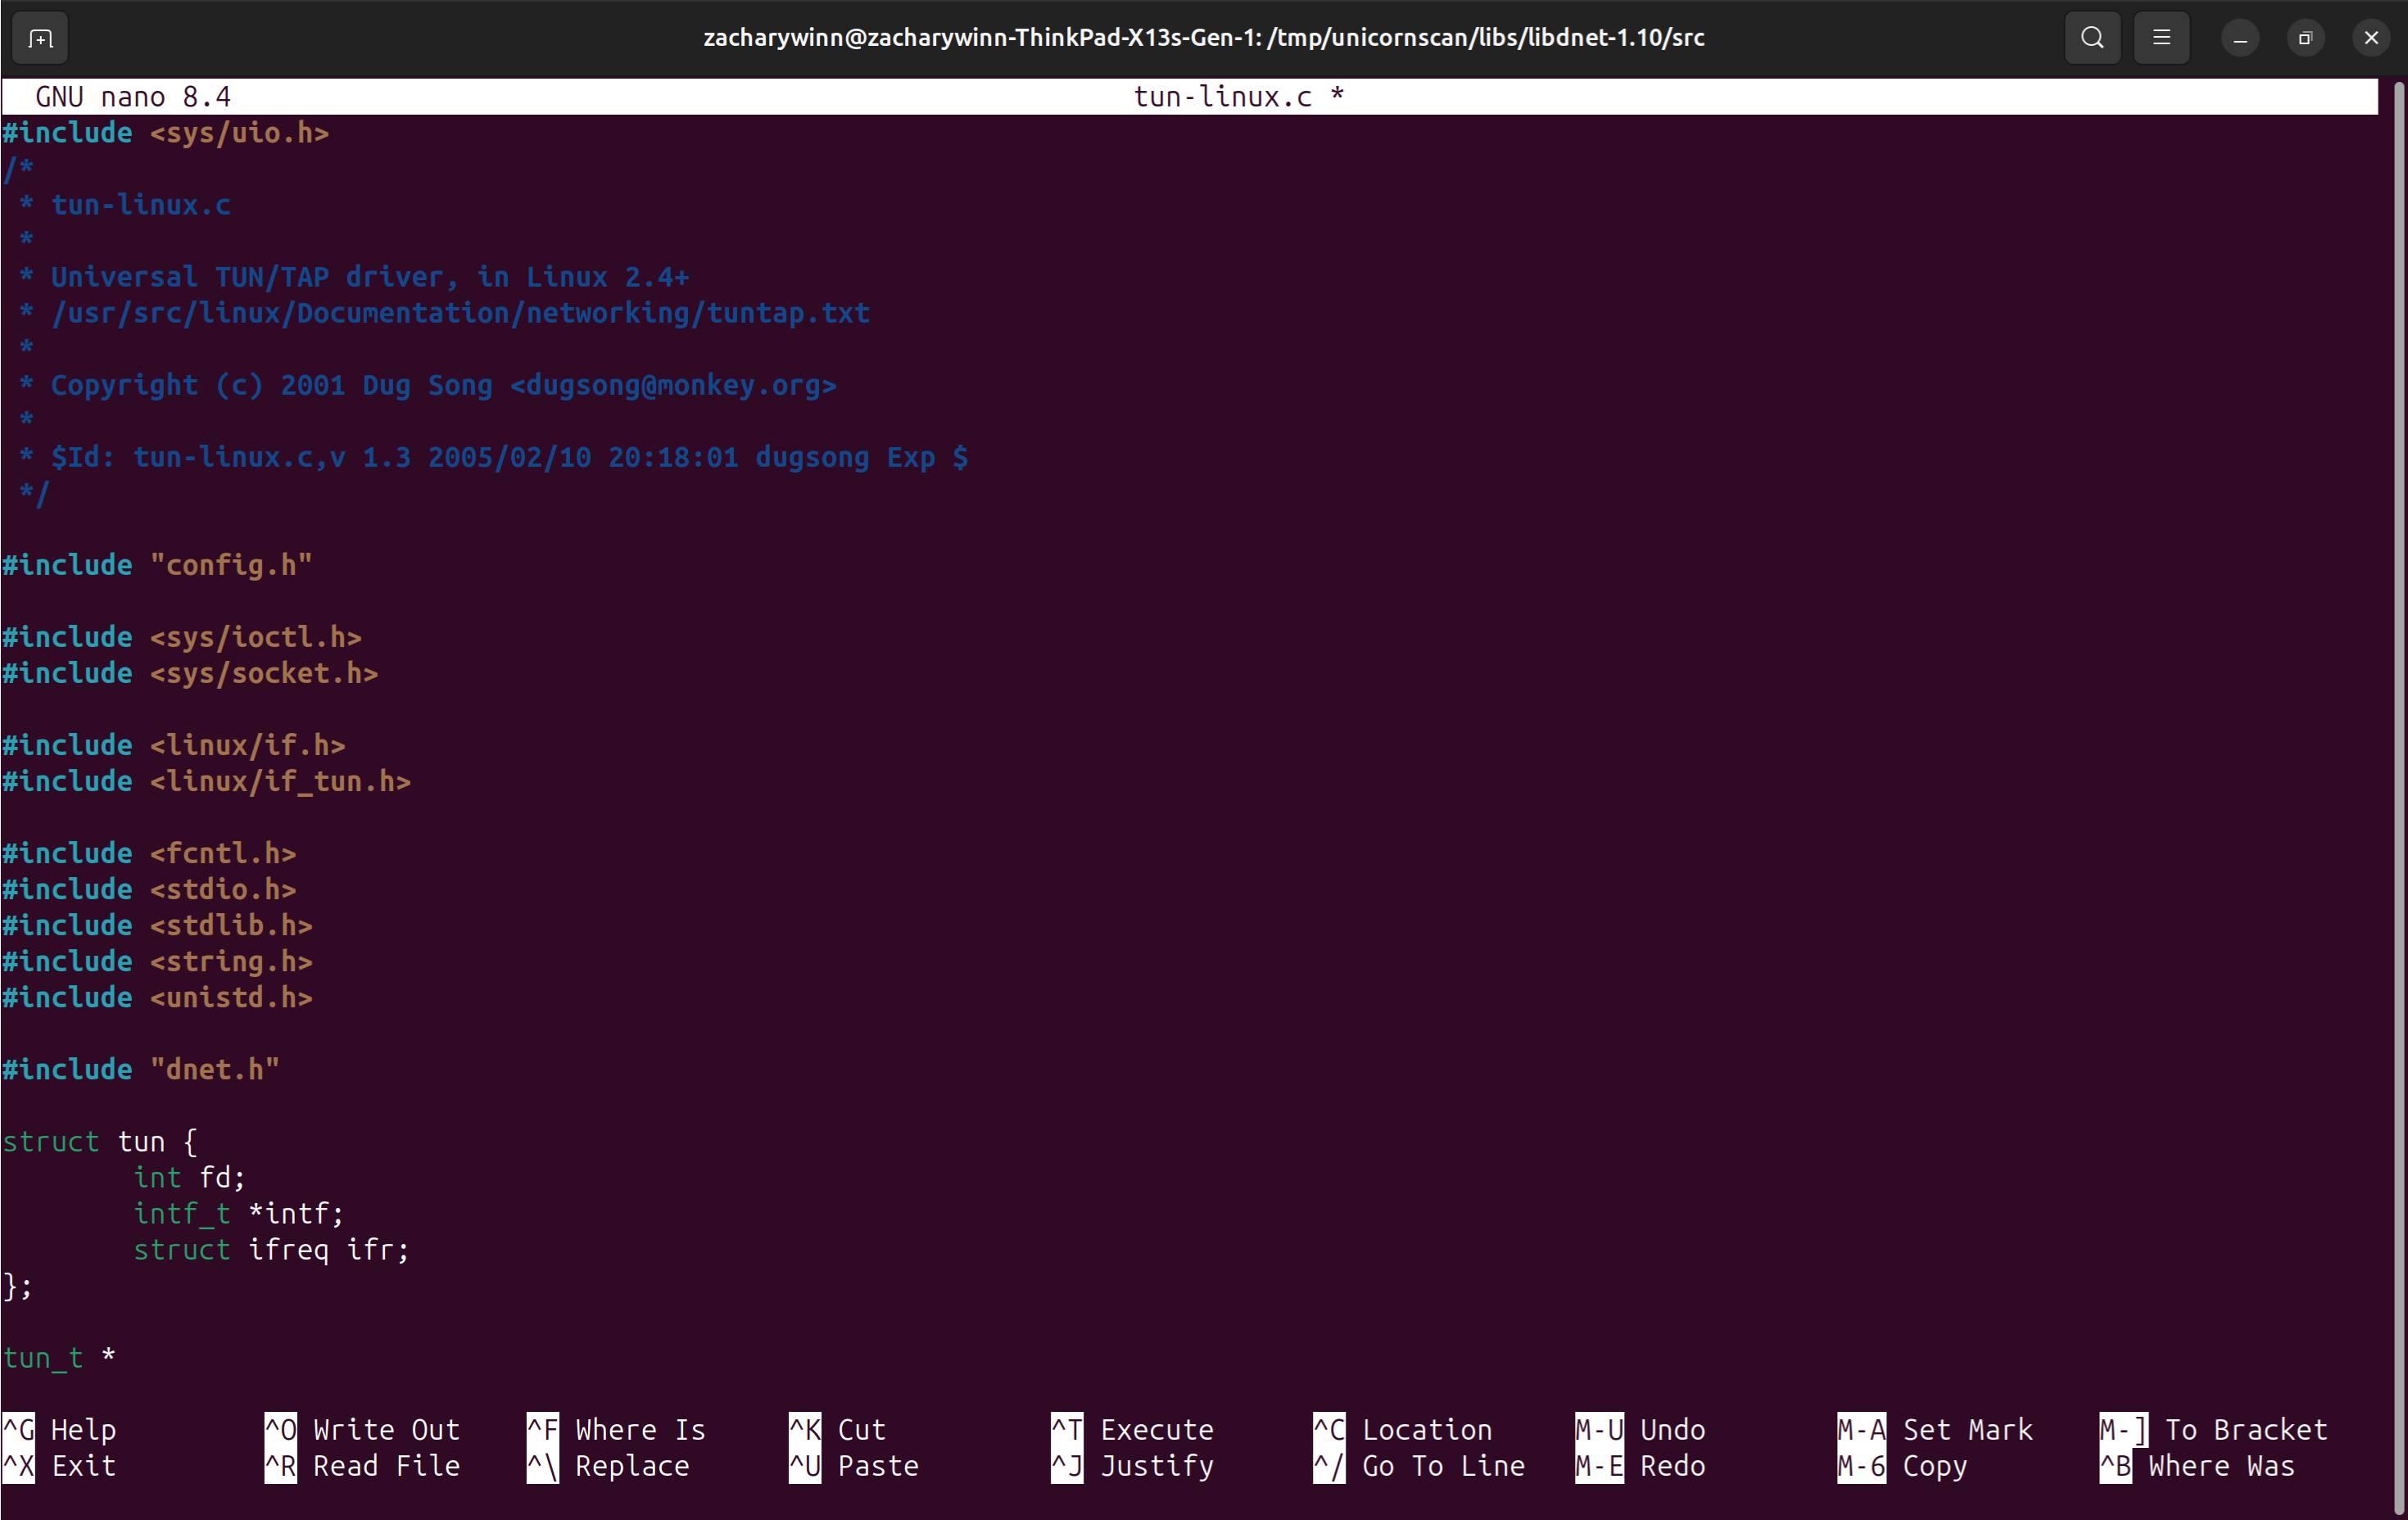 zacharywinn@zacharywinn-ThinkPad-X13s-Gen-1: /tmp/unicornscan/libs/libdnet-1.10/src
GNU nano 8.4 tun-linux.c *
#include <sys/uio.h>
/*
 * tun-linux.c
 *
 * Universal TUN/TAP driver, in Linux 2.4+
 * /usr/src/linux/Documentation/networking/tuntap.txt
 *
 * Copyright (c) 2001 Dug Song <dugsong@monkey.org>
 *
 * $Id: tun-linux.c,v 1.3 2005/02/10 20:18:01 dugsong Exp $
 */
#include "config.h"
#include <sys/ioctl.h>
#include <sys/socket.h>
#include <linux/if.h>
#include <linux/if_tun.h>
#include <fcntl.h>
#include <stdio.h>
#include <stdlib.h>
#include <string.h>
#include <unistd.h>
#include "dnet.h"
struct tun {
        int fd;
        intf_t *intf;
        struct ifreq ifr;
};
tun_t *
^G Help ^O Write Out ^F Where Is ^K Cut ^T Execute ^C Location M-U Undo M-A Set Mark M-] To Bracket
^X Exit ^R Read File ^\ Replace ^U Paste ^J Justify ^/ Go To Line M-E Redo M-6 Copy ^B Where Was